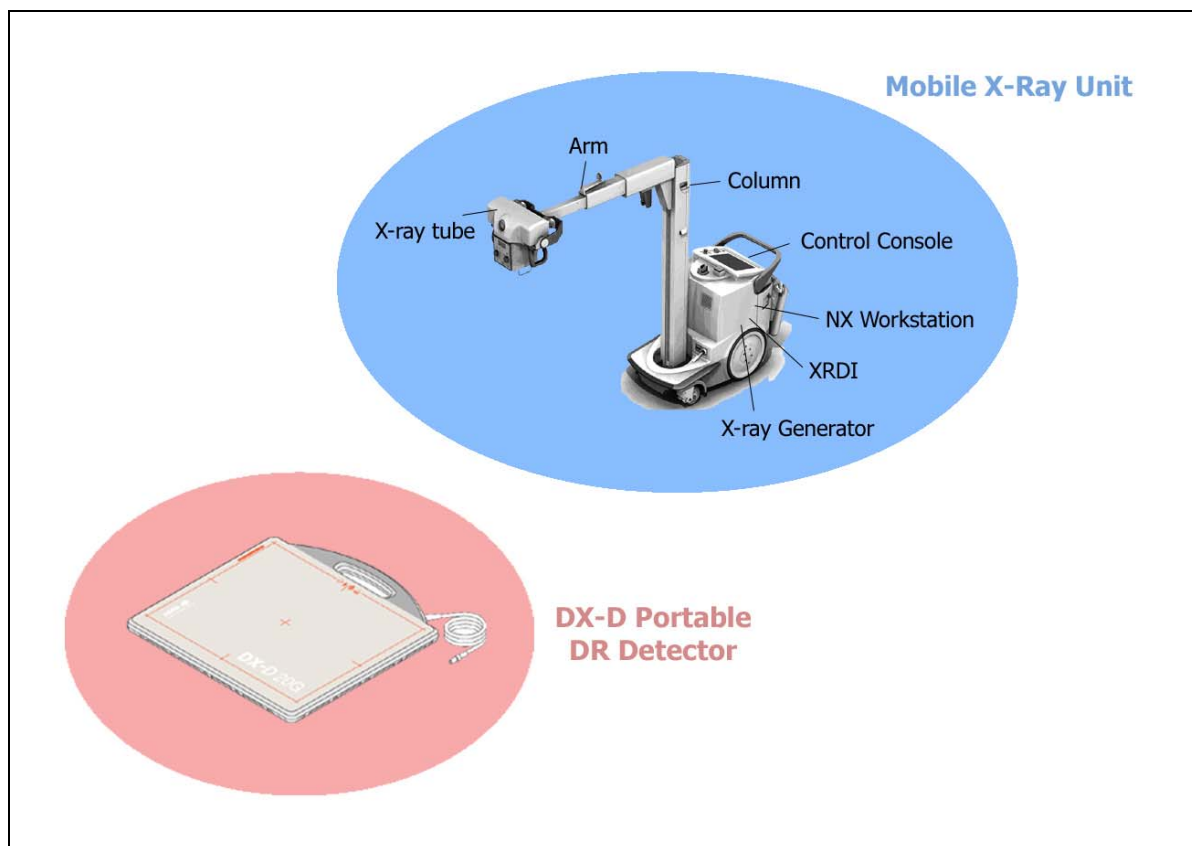 Mobile X-Ray Unit
Arm
Column
X-ray tube
Control Console
NX Workstation
XRDI
X-ray Generator
DX-D Portable
DR Detector
DX-D 20G